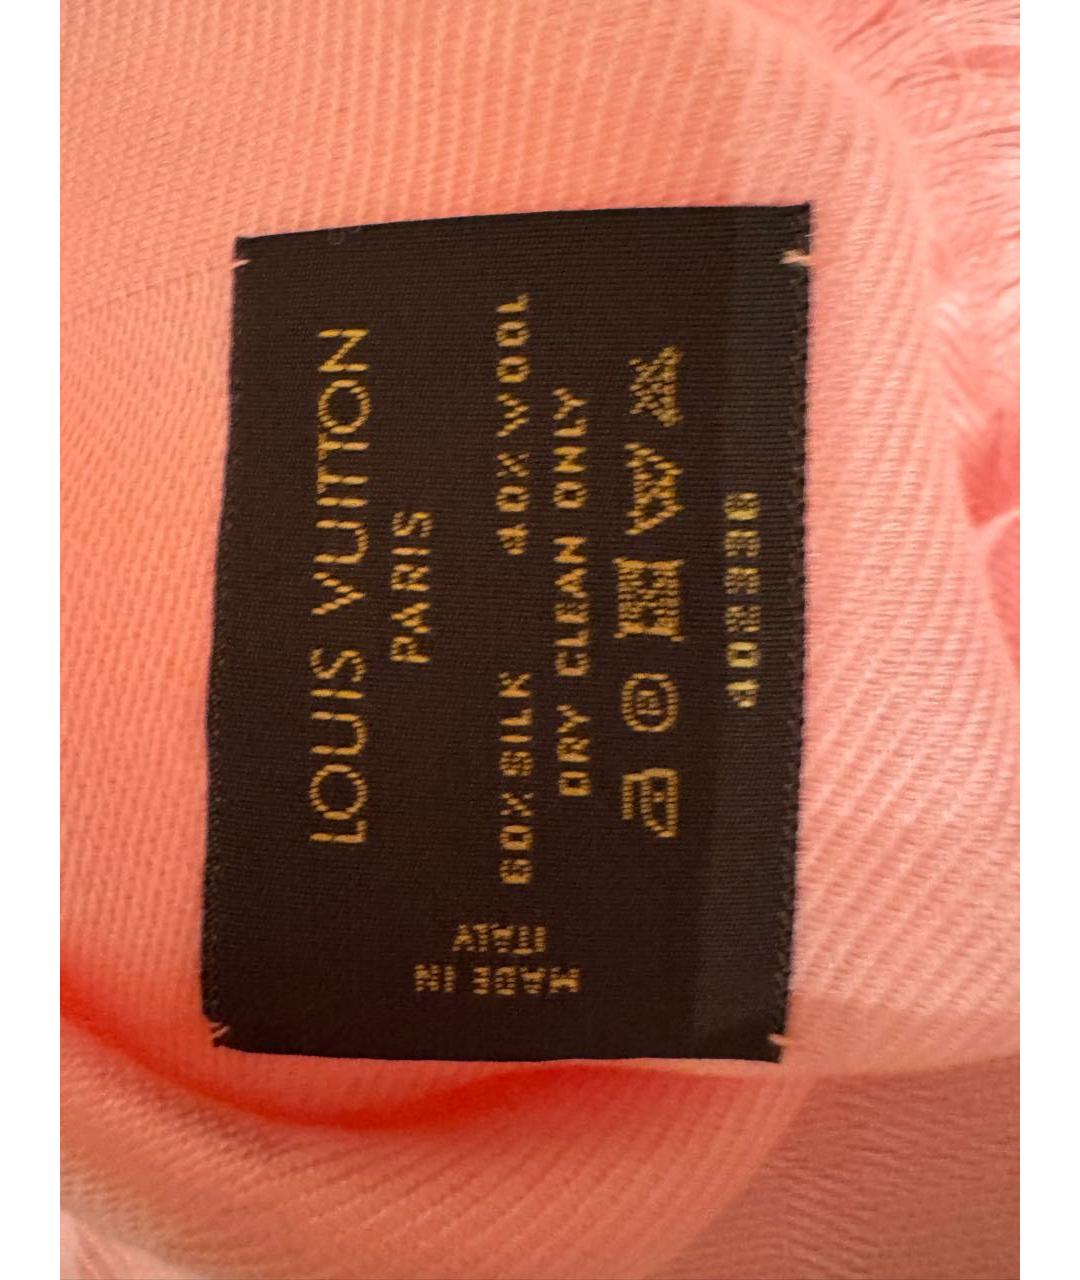 LOUIS VUITTON
PARIS
60% SILK 40% WOOL
DRY CLEAN ONLY
P
MADE IN
ITALY